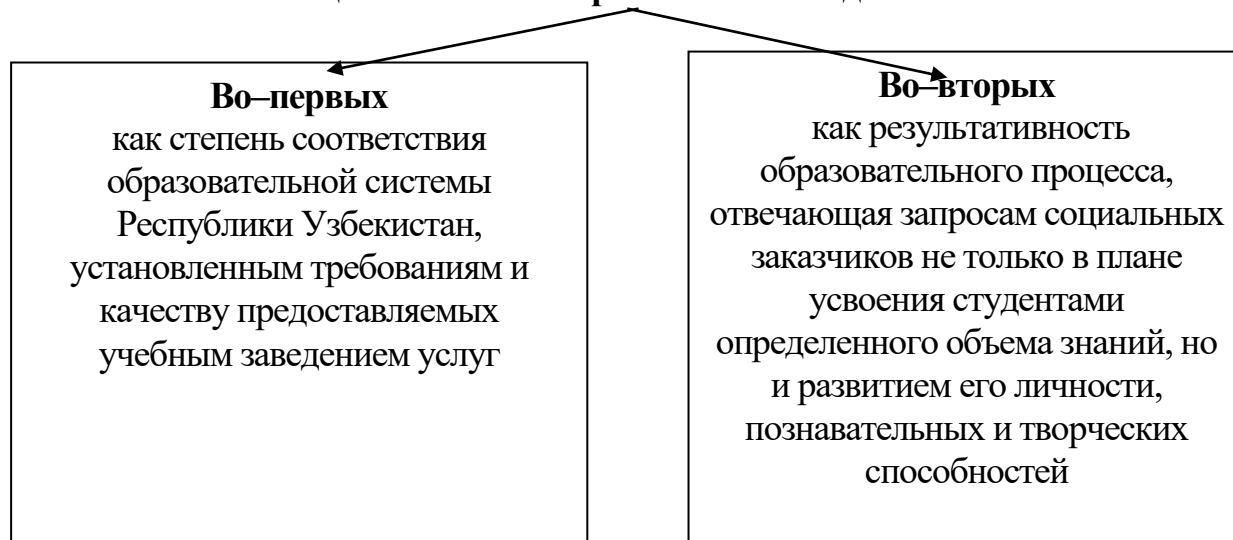 Во–первых
как степень соответствия
образовательной системы
Республики Узбекистан,
установленным требованиям и
качеству предоставляемых
учебным заведением услуг
Во–вторых
как результативность
образовательного процесса,
отвечающая запросам социальных
заказчиков не только в плане
усвоения студентами
определенного объема знаний, но
и развитием его личности,
познавательных и творческих
способностей